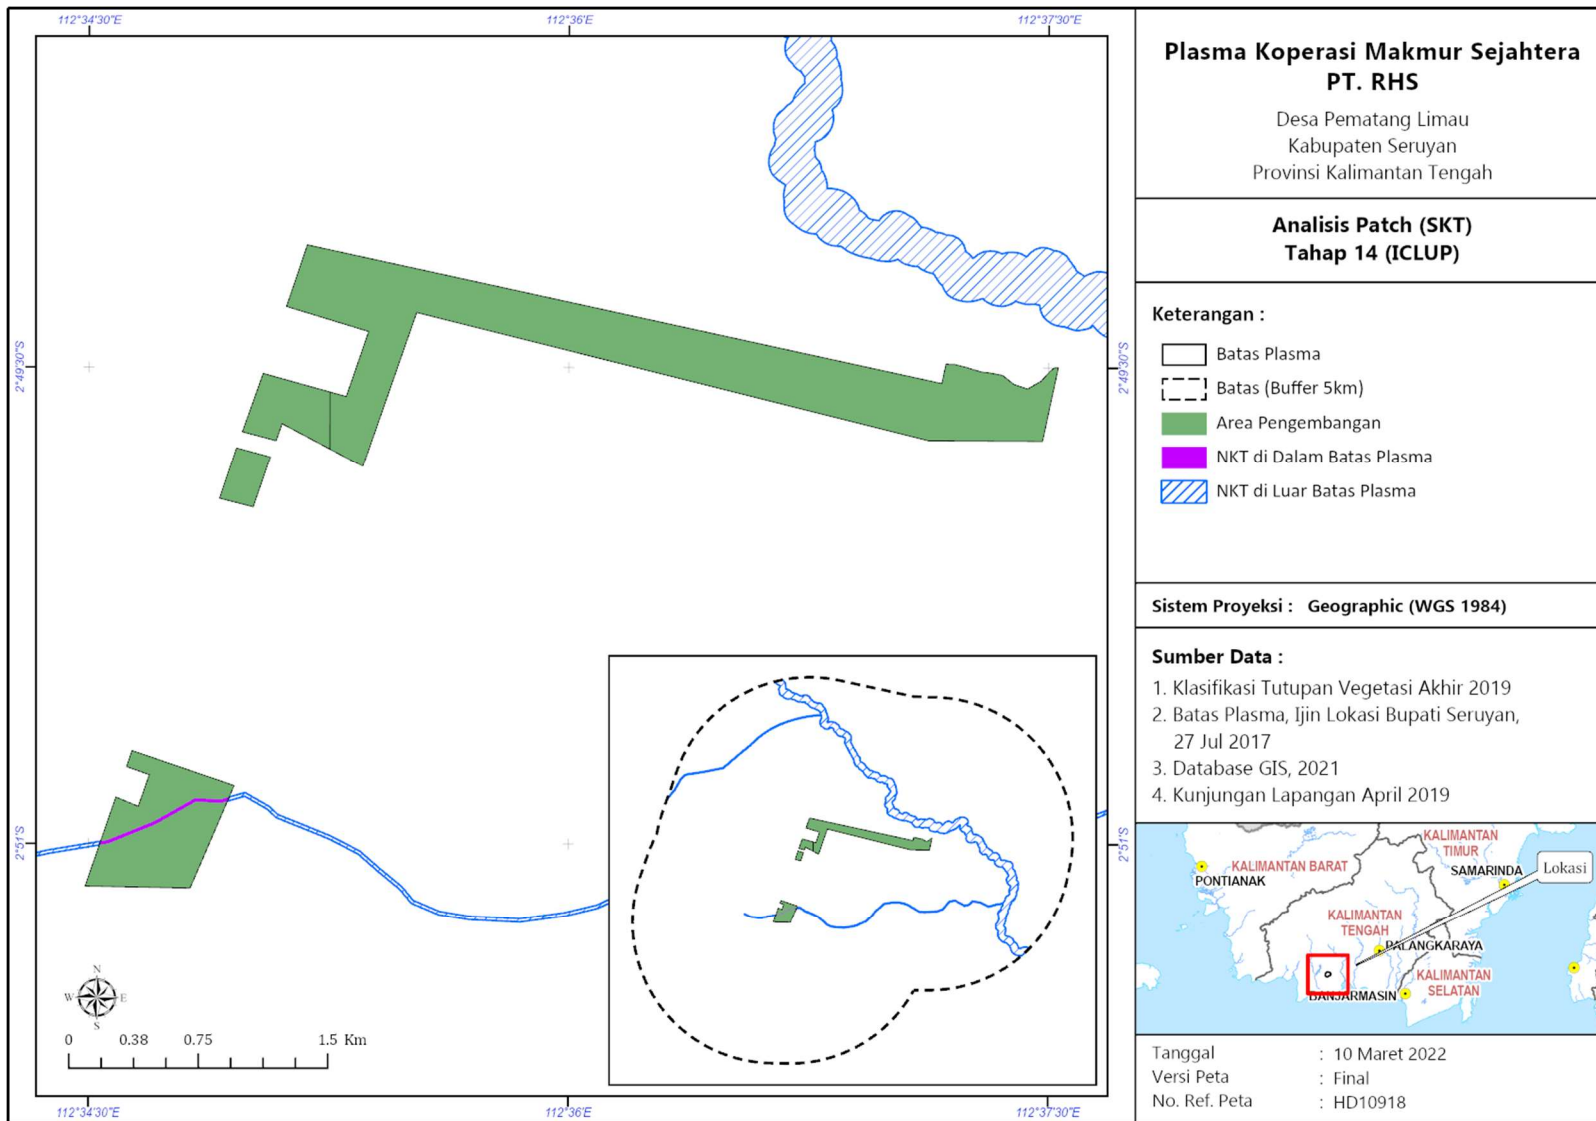 112°34'30"E
112°36'E
112°37'30"E
2°49'30"S
2°49'30"S
2°51'S
2°51'S
N
W
E
S
0 0.38 0.75 1.5 Km
112°34'30"E
112°36'E
112°37'30"E
Plasma Koperasi Makmur Sejahtera
PT. RHS
Desa Pematang Limau
Kabupaten Seruyan
Provinsi Kalimantan Tengah
Analisis Patch (SKT)
Tahap 14 (ICLUP)
Keterangan :
Batas Plasma
Batas (Buffer 5km)
Area Pengembangan
NKT di Dalam Batas Plasma
NKT di Luar Batas Plasma
Sistem Proyeksi : Geographic (WGS 1984)
Sumber Data :
1. Klasifikasi Tutupan Vegetasi Akhir 2019
2. Batas Plasma, Ijin Lokasi Bupati Seruyan,
27 Jul 2017
3. Database GIS, 2021
4. Kunjungan Lapangan April 2019
KALIMANTAN
TIMUR
KALIMANTAN BARAT
SAMARINDA
Lokasi
PONTIANAK
KALIMANTAN
TENGAH
PALANGKARAYA
KALIMANTAN
SELATAN
BANJARMASIN
Tanggal : 10 Maret 2022
Versi Peta : Final
No. Ref. Peta : HD10918